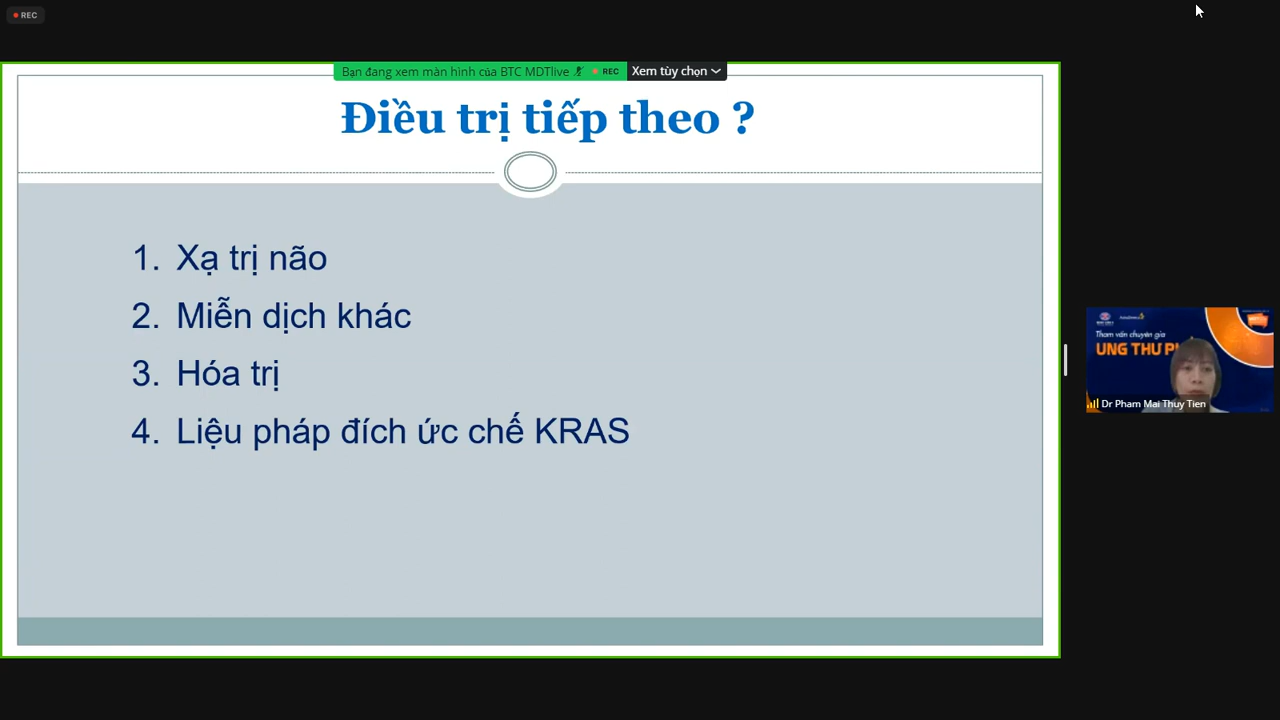 REC
Bạn đang xem màn hình của BTC MDTlive REC Xem tùy chọn
Điều trị tiếp theo ?
1. Xạ trị não
2. Miễn dịch khác
3. Hóa trị
4. Liệu pháp đích ức chế KRAS
Tham vấn chuyên gia
UNG THƯ P
Dr Pham Mai Thuy Tien